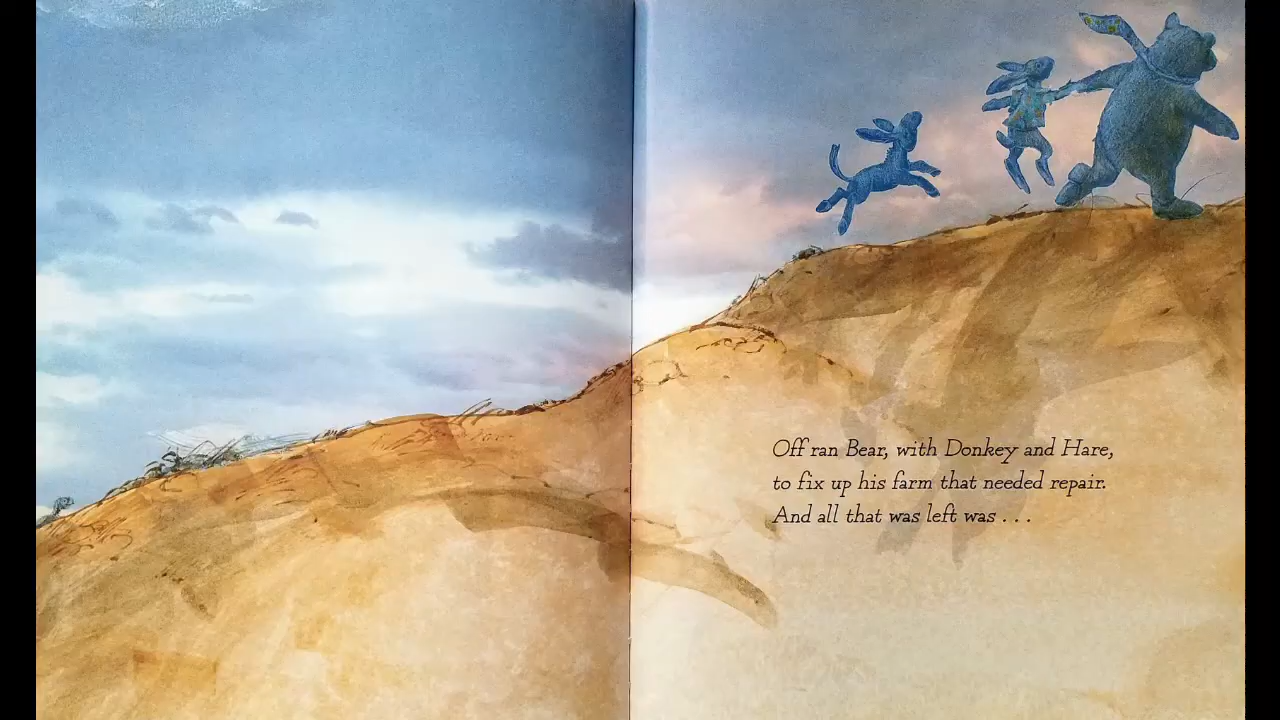 Off ran Bear, with Donkey and Hare,
to fix up his farm that needed repair.
And all that was left was . . .